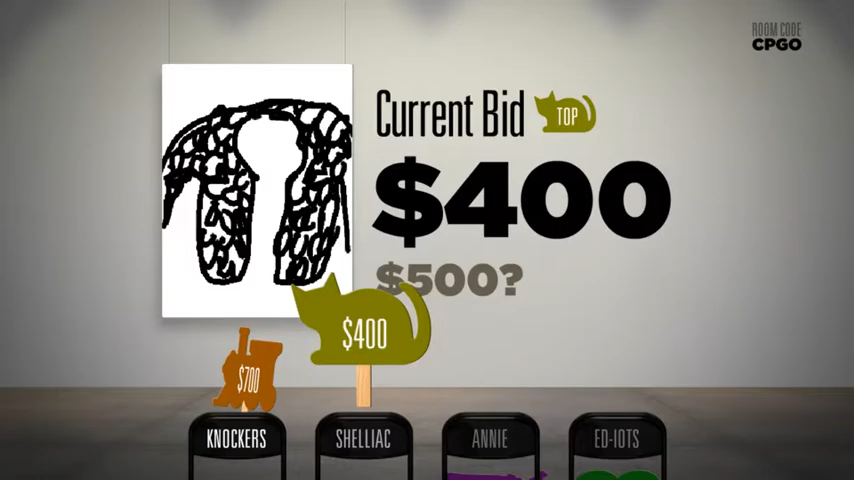 ROOM CODE
CPGO
Current Bid
TOP
$400
$500?
$400
$700
KNOCKERS
SHELLIAC
ANNIE
ED-IOTS